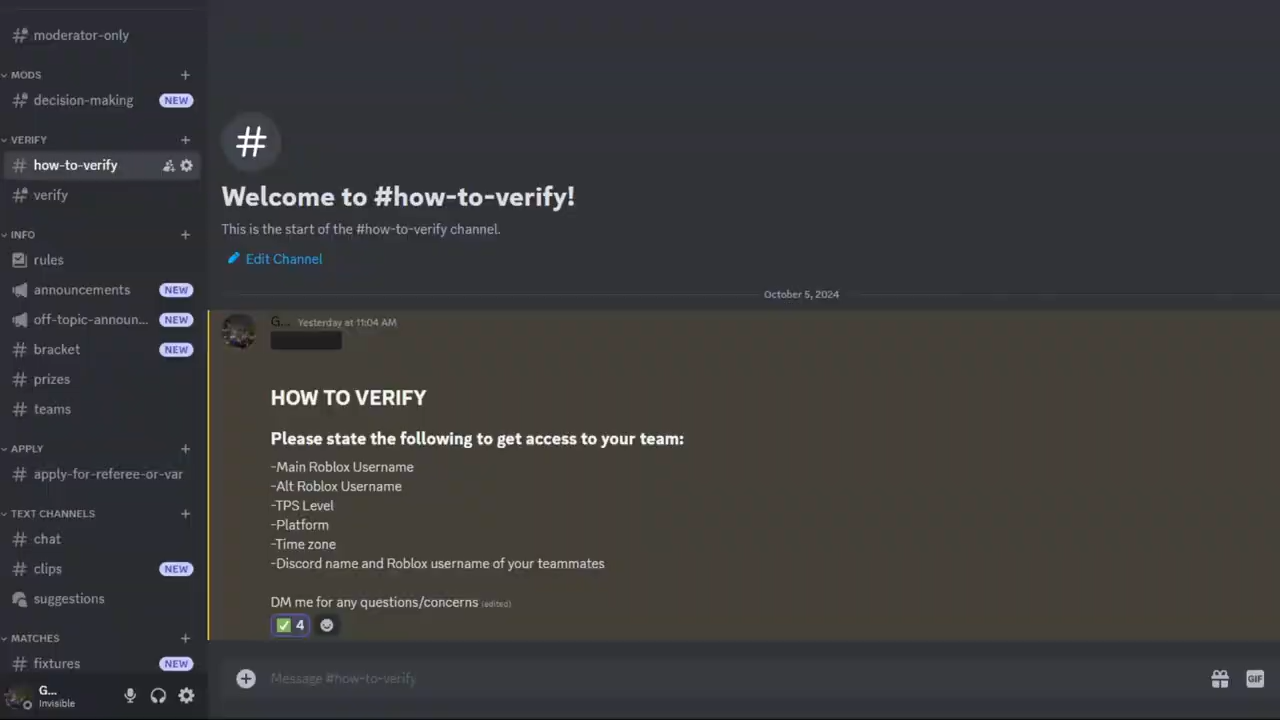 moderator-only
MODS
decision-making NEW
VERIFY
how-to-verify
verify
INFO
rules
announcements NEW
off-topic-announ... NEW
bracket NEW
prizes
teams
APPLY
apply-for-referee-or-var
TEXT CHANNELS
chat
clips NEW
suggestions
MATCHES
fixtures NEW
G...
Invisible
#
Welcome to #how-to-verify!
This is the start of the #how-to-verify channel.
Edit Channel
October 5, 2024
G... Yesterday at 11:04 AM
HOW TO VERIFY
Please state the following to get access to your team:
-Main Roblox Username
-Alt Roblox Username
-TPS Level
-Platform
-Time zone
-Discord name and Roblox username of your teammates
DM me for any questions/concerns (edited)
4
Message #how-to-verify
GIF